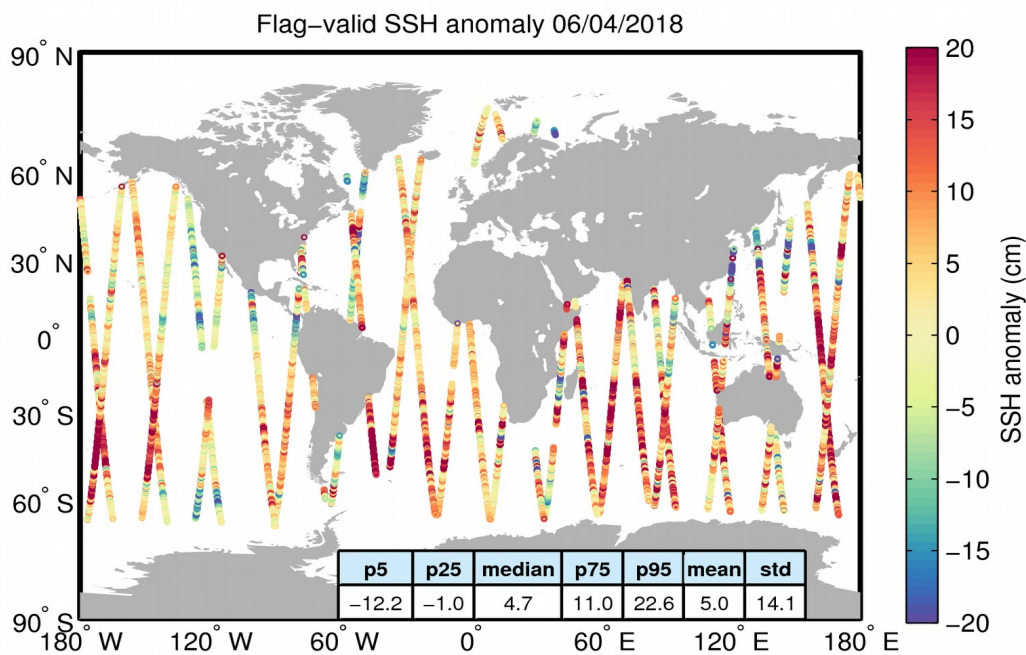 Flag−valid SSH anomaly 06/04/2018
90° N
60° N
30° N
0°
30° S
60° S
90° S
180° W
120° W
60° W
0°
60° E
120° E
180° E
p5 p25 median p75 p95 mean std
−12.2 −1.0 4.7 11.0 22.6 5.0 14.1
20
15
10
5
0
−5
−10
−15
−20
SSH anomaly (cm)